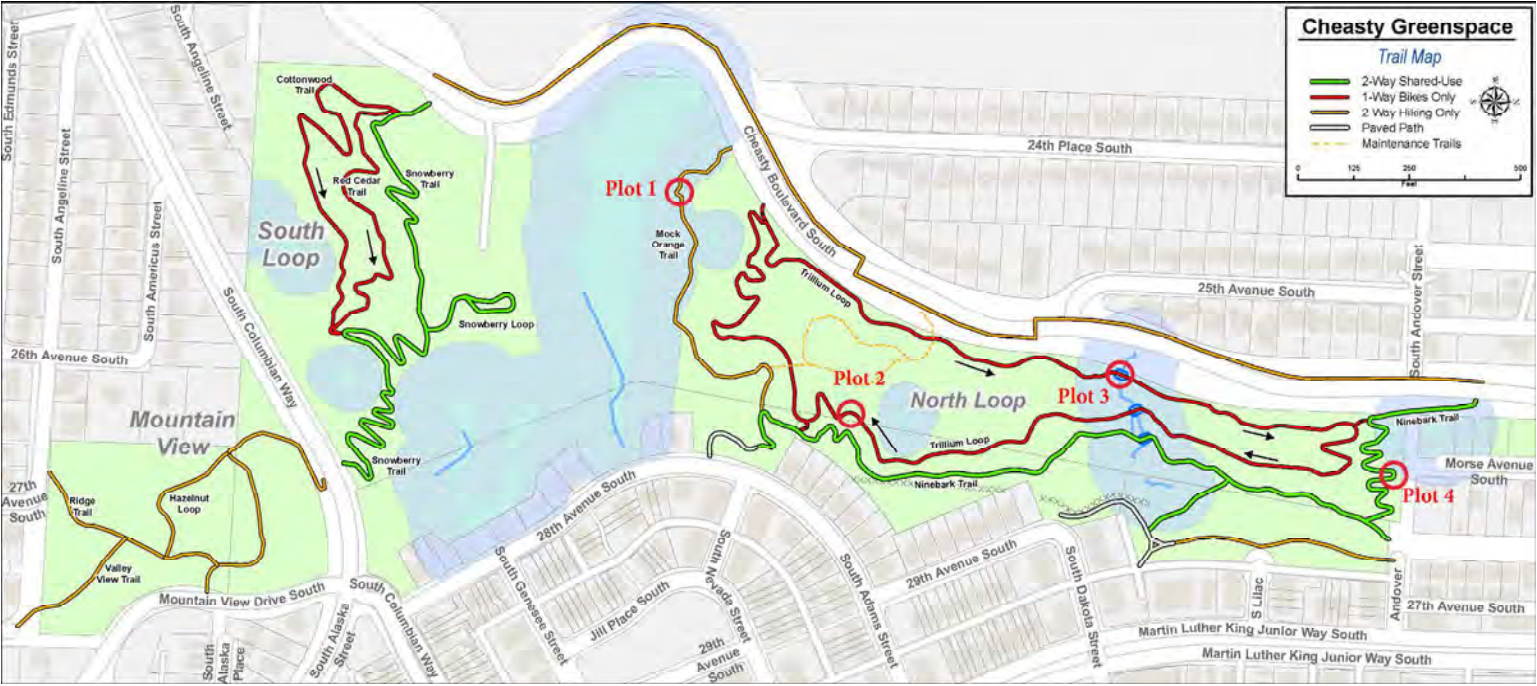 Cheasty Greenspace
Trail Map
2-Way Shared-Use
1-Way Bikes Only
2 Way Hiking Only
Paved Path
Maintenance Trails
0 125 250 500
Feet
South Edmunds Street
South Angeline Street
South Angeline Street
South Americus Street
26th Avenue South
27th
Avenue
South
South Columbian Way
Cottonwood
Trail
Red Cedar
Trail
Snowberry
Trail
South
Loop
Snowberry Loop
Snowberry
Trail
Mountain
View
Ridge
Trail
Hazelnut
Loop
Valley
View Trail
Mountain View Drive South
South
Alaska
Place
South Alaska
Street
South Columbian Way
Plot 1
Mock
Orange
Trail
Cheasty Boulevard South
24th Place South
25th Avenue South
South Andover Street
Trillium Loop
Plot 2
North Loop
Plot 3
Trillium Loop
Ninebark Trail
Ninebark Trail
Plot 4
Morse Avenue
South
28th Avenue South
South Genesee Street
Jill Place South
South Nevada Street
29th
Avenue
South
South Adams Street
29th Avenue South
South Dakota Street
S Lilac
Andover
27th Avenue South
Martin Luther King Junior Way South
Martin Luther King Junior Way South